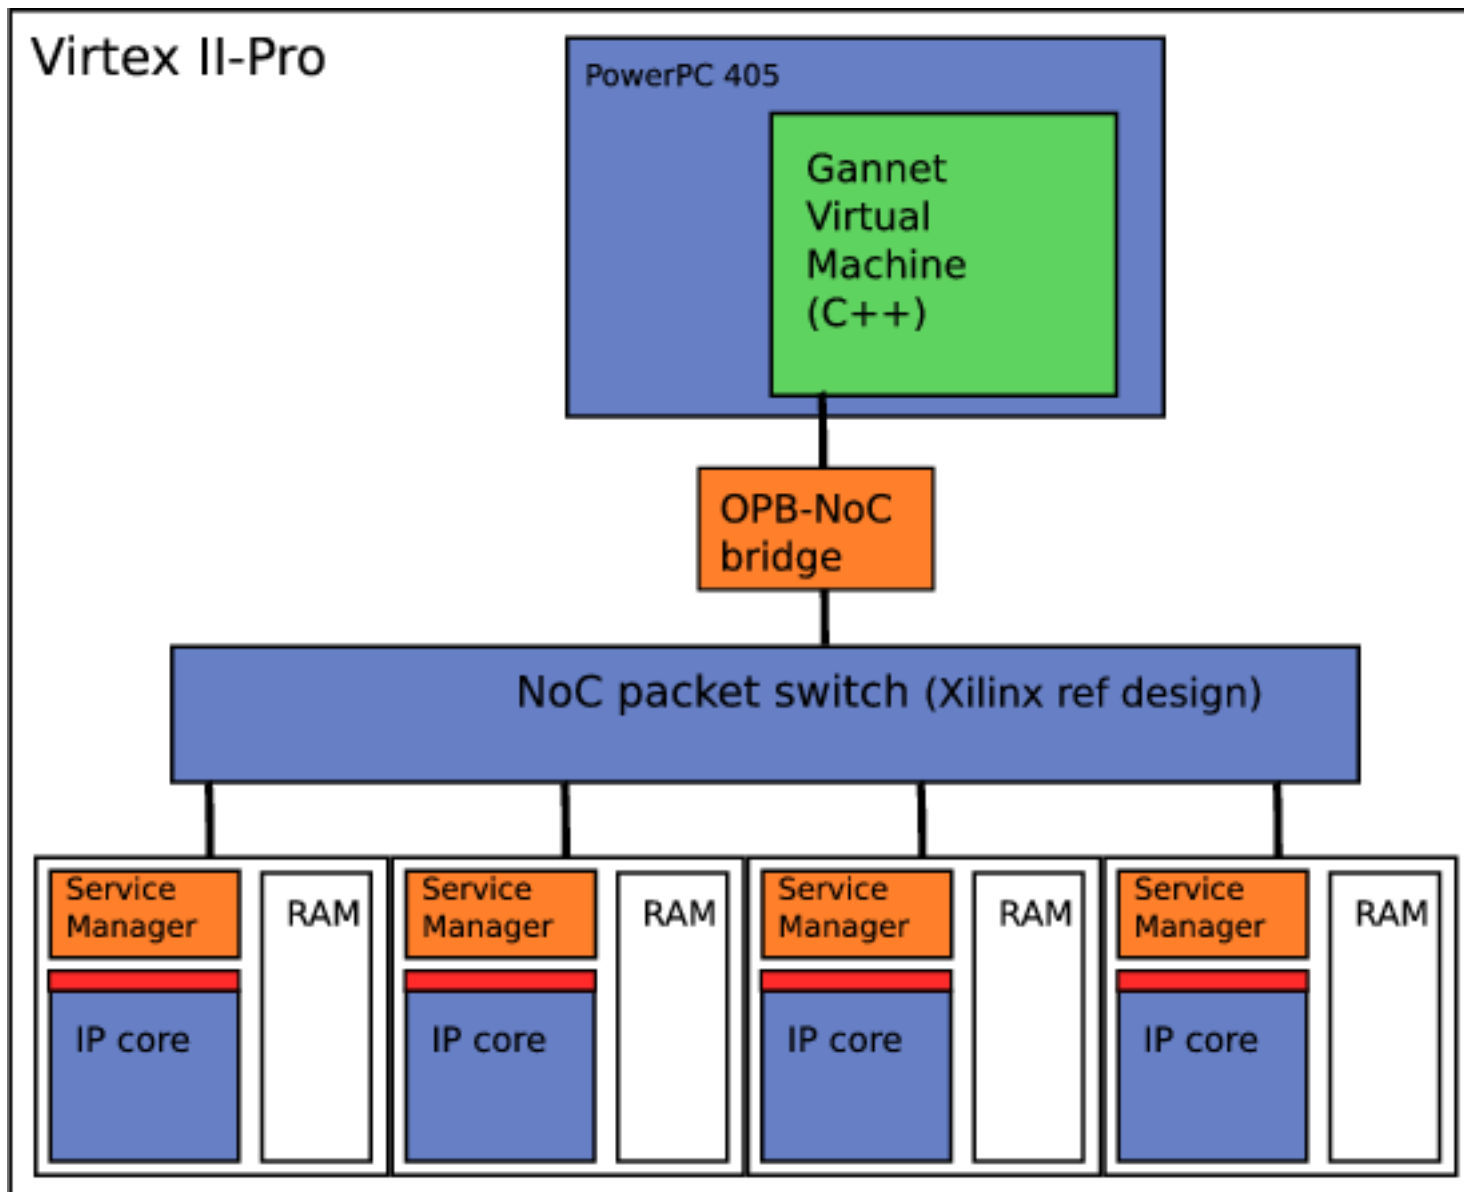 Virtex II-Pro
PowerPC 405
Gannet
Virtual
Machine
(C++)
OPB-NoC
bridge
NoC packet switch (Xilinx ref design)
Service
Manager
RAM
IP core
Service
Manager
RAM
IP core
Service
Manager
RAM
IP core
Service
Manager
RAM
IP core